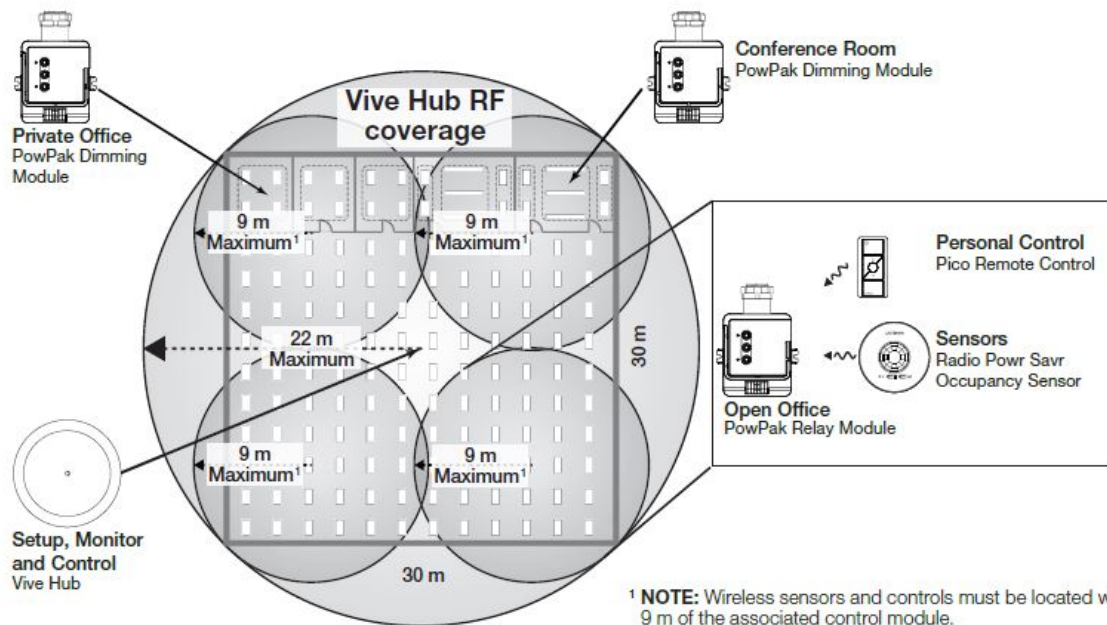 Private Office
PowPak Dimming
Module
Vive Hub RF
coverage
Conference Room
PowPak Dimming Module
9 m
Maximum¹
9 m
Maximum¹
22 m
Maximum
30 m
9 m
Maximum¹
9 m
Maximum¹
30 m
Personal Control
Pico Remote Control
Sensors
Radio Powr Savr
Occupancy Sensor
Open Office
PowPak Relay Module
Setup, Monitor
and Control
Vive Hub
¹ NOTE: Wireless sensors and controls must be located w
9 m of the associated control module.